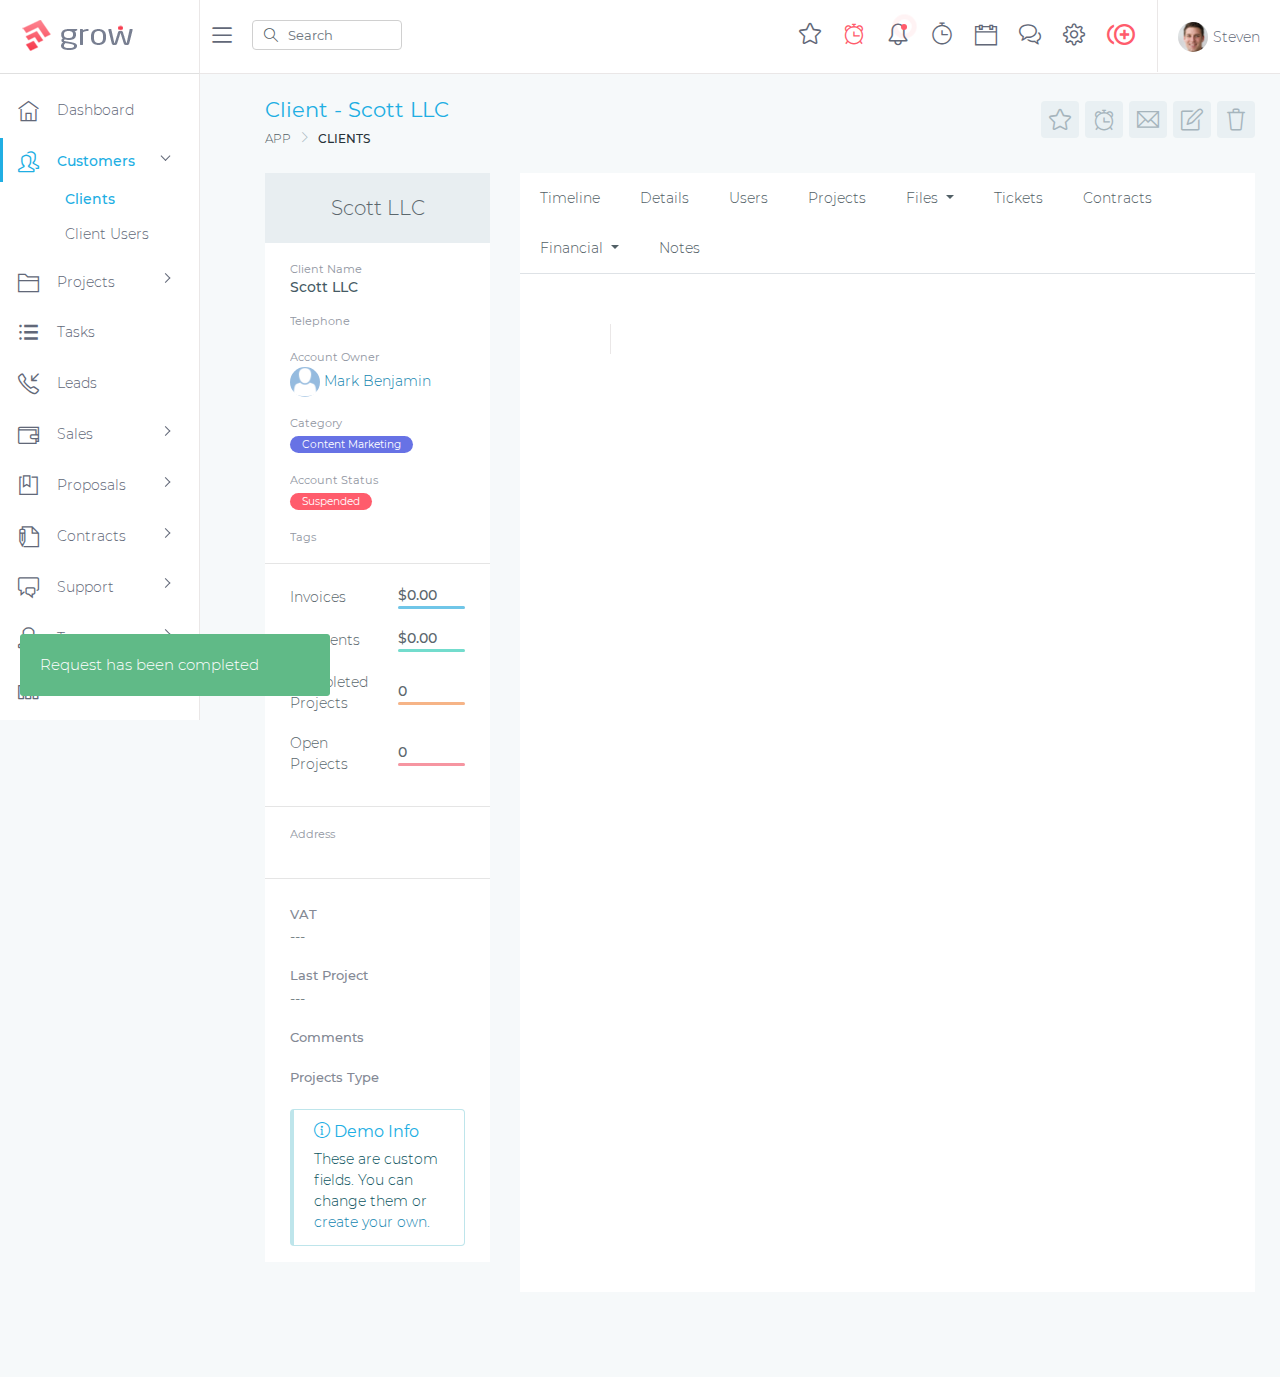 grow
Search
Steven
Dashboard
Customers
Clients
Client Users
Projects
Tasks
Leads
Sales
Proposals
Contracts
Support
Client - Scott LLC
APP
CLIENTS
Scott LLC
Client Name
Scott LLC
Telephone
Account Owner
Mark Benjamin
Category
Content Marketing
Account Status
Suspended
Tags
Invoices
$0.00
$0.00
0
Projects
Open
Projects
0
Request has been completed
Address
VAT
---
Last Project
---
Comments
Projects Type
Demo Info
These are custom
fields. You can
change them or
create your own.
Timeline
Details
Users
Projects
Files
Tickets
Contracts
Financial
Notes